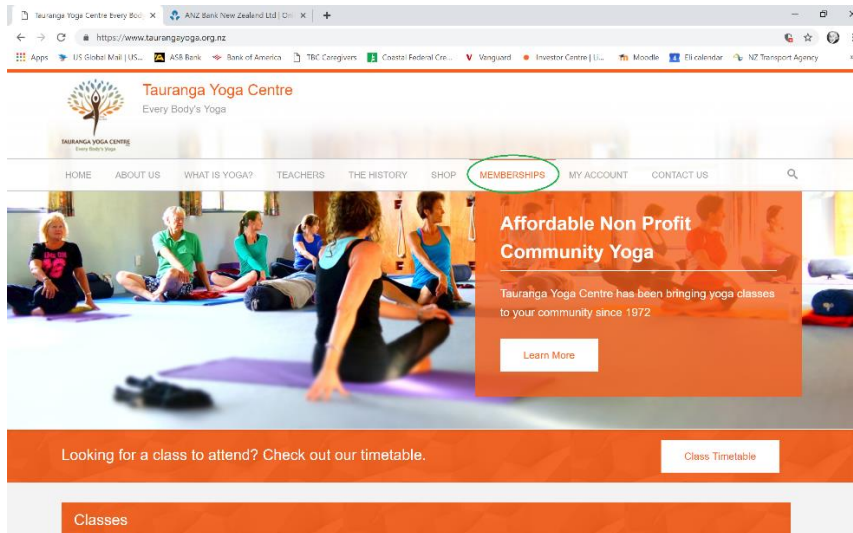 Tauranga Yoga Centre Every Body
ANZ Bank New Zealand Ltd | On
https://www.taurangayoga.org.nz
Apps US Global Mail | US... ASB Bank Bank of America TBC Caregivers Coastal Federal Cre... Vanguard Investor Centre | Li... Moodle Eli calendar NZ Transport Agency
Tauranga Yoga Centre
Every Body's Yoga
TAURANGA YOGA CENTRE
Every Body's Yoga
HOME ABOUT US WHAT IS YOGA? TEACHERS THE HISTORY SHOP MEMBERSHIPS MY ACCOUNT CONTACT US
Affordable Non Profit
Community Yoga
Tauranga Yoga Centre has been bringing yoga classes
to your community since 1972
Learn More
Looking for a class to attend? Check out our timetable.
Class Timetable
Classes